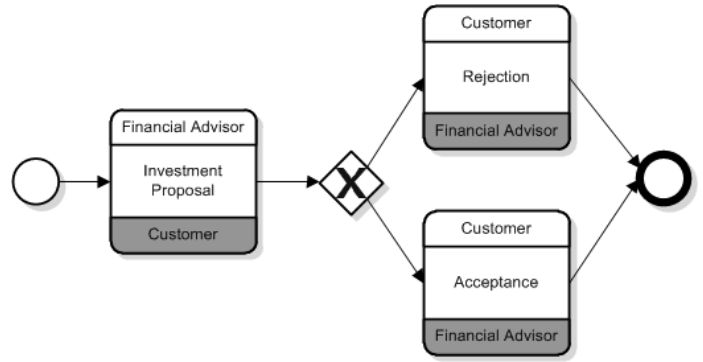 Financial Advisor
Investment
Proposal
Customer
X
Customer
Rejection
Financial Advisor
Customer
Acceptance
Financial Advisor